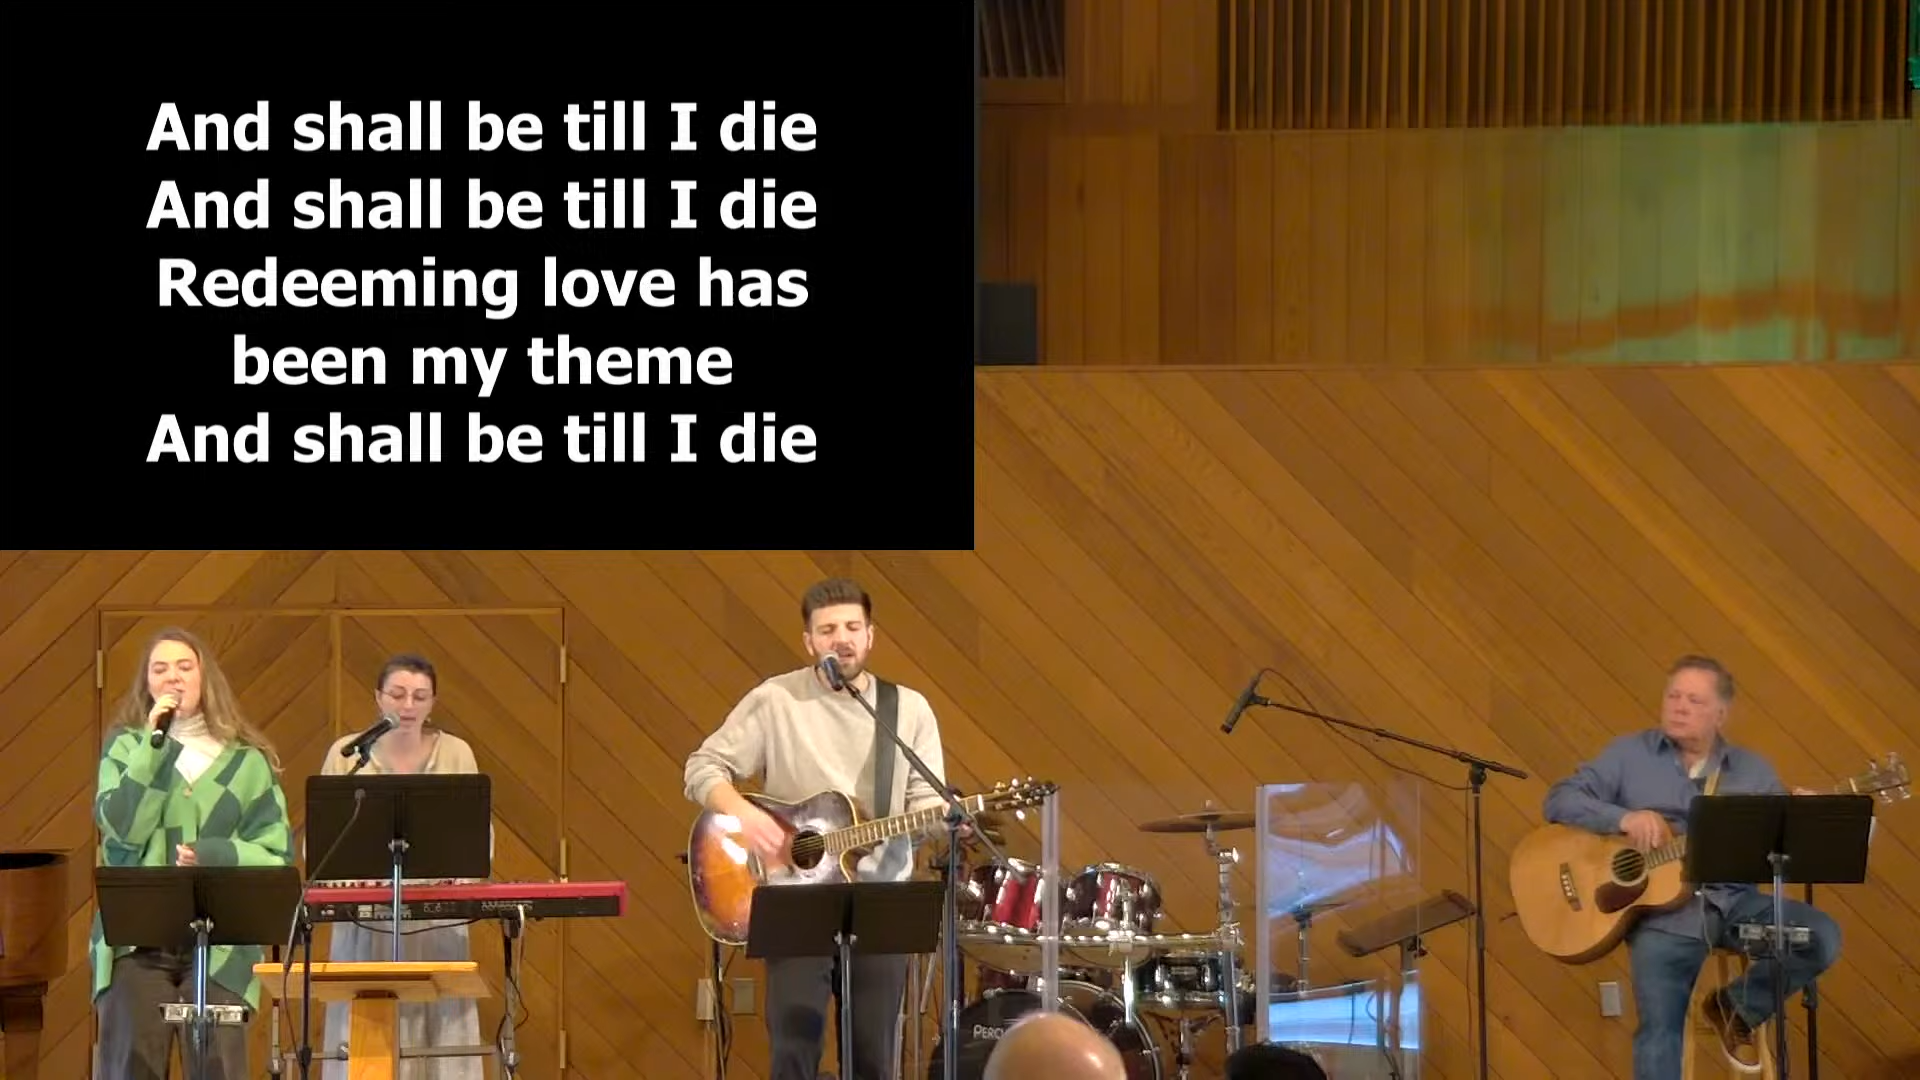 And shall be till I die
And shall be till I die
Redeeming love has
been my theme
And shall be till I die